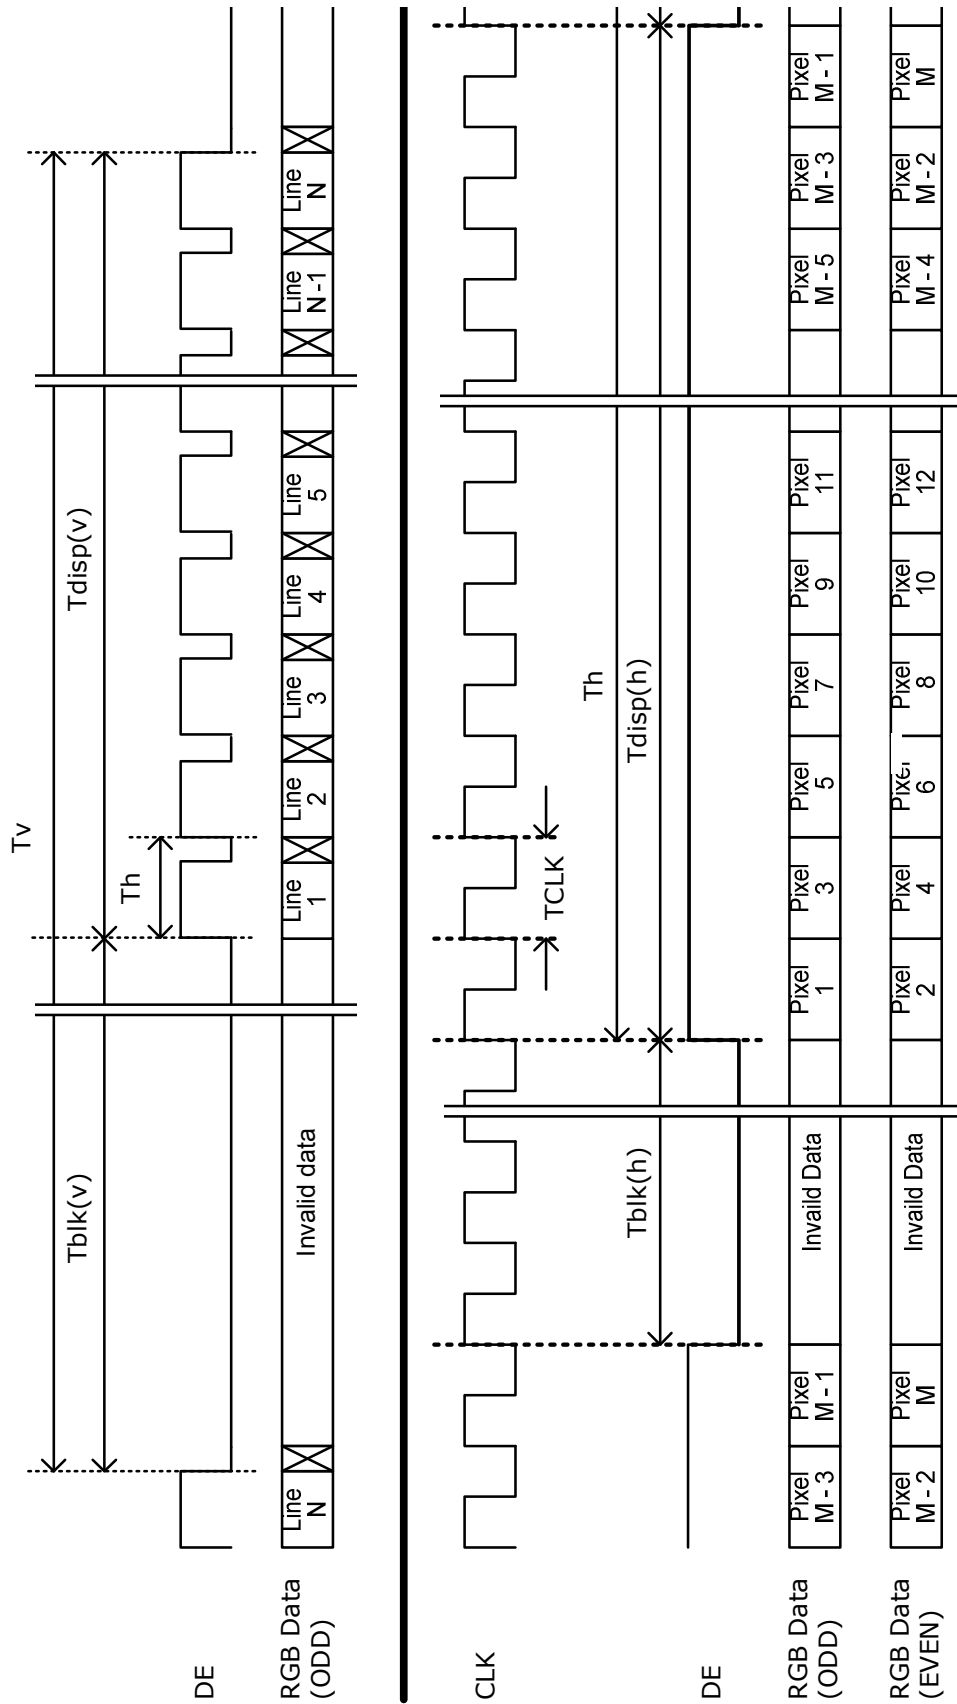 Tv
Tblk(v)
Tdisp(v)
Th
DE
RGB Data
(ODD)
Line
N
Invalid data
Line
1
Line
2
Line
3
Line
4
Line
5
Line
N-1
Line
N
CLK
TCLK
Th
Tblk(h)
Tdisp(h)
DE
RGB Data
(ODD)
Pixel
M - 3
Pixel
M - 1
Invaild Data
Pixel
1
Pixel
3
Pixel
5
Pixel
7
Pixel
9
Pixel
11
Pixel
M - 5
Pixel
M - 3
Pixel
M - 1
RGB Data
(EVEN)
Pixel
M - 2
Pixel
M
Invaild Data
Pixel
2
Pixel
4
Pixel
6
Pixel
8
Pixel
10
Pixel
12
Pixel
M - 4
Pixel
M - 2
Pixel
M